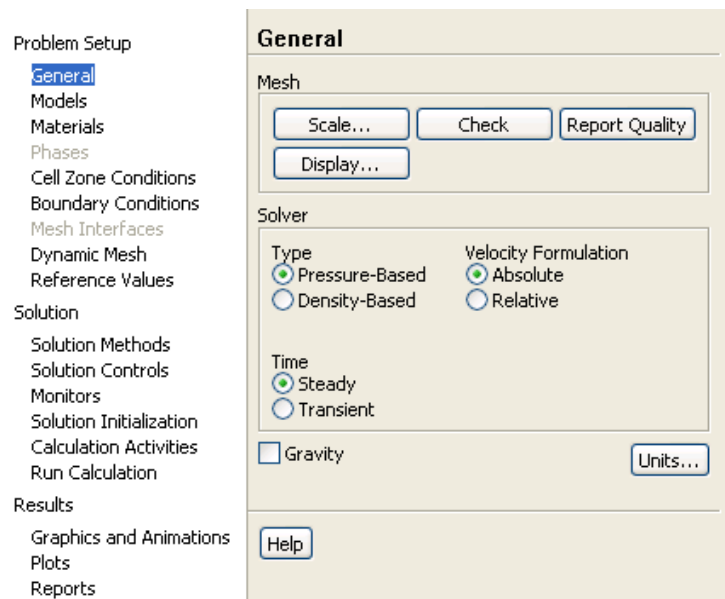 Problem Setup
General
Models
Materials
Phases
Cell Zone Conditions
Boundary Conditions
Mesh Interfaces
Dynamic Mesh
Reference Values
Solution
Solution Methods
Solution Controls
Monitors
Solution Initialization
Calculation Activities
Run Calculation
Results
Graphics and Animations
Plots
Reports
General
Mesh
Scale... Check Report Quality
Display...
Solver
Type Velocity Formulation
Pressure-Based Absolute
Density-Based Relative
Time
Steady
Transient
Gravity Units...
Help